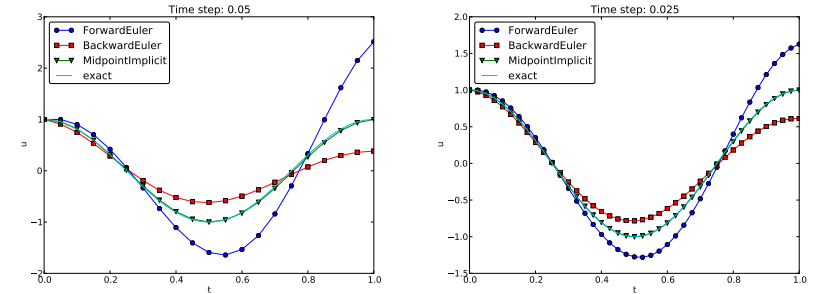 Time step: 0.05
3
2
1
0
−1
−2
u
ForwardEuler
BackwardEuler
MidpointImplicit
exact
0.0
0.2
0.4
0.6
0.8
1.0
t
Time step: 0.025
2.0
1.5
1.0
0.5
0.0
−0.5
−1.0
−1.5
u
ForwardEuler
BackwardEuler
MidpointImplicit
exact
0.0
0.2
0.4
0.6
0.8
1.0
t